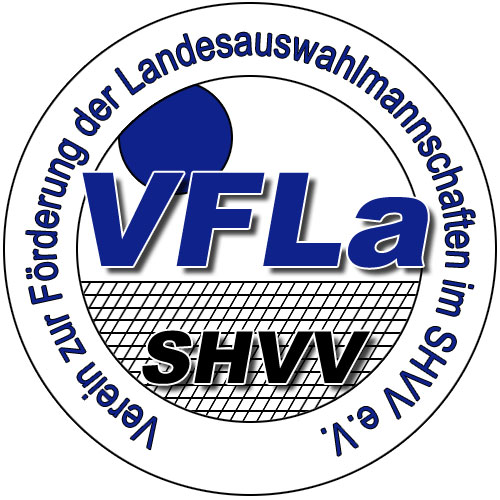 Verein zur Förderung der Landesauswahlmannschaften im SHVV e.V.
VFLa
SHVV